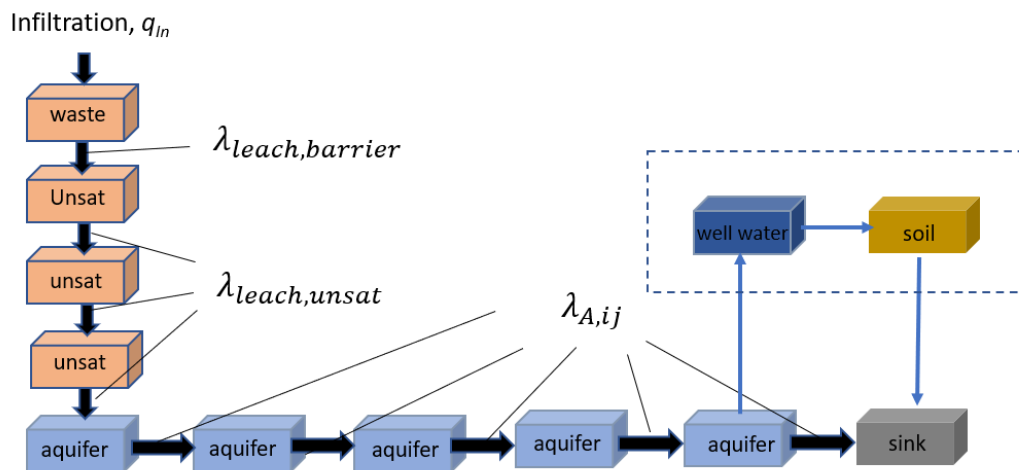 Infiltration, q_In
waste
λ_leach,barrier
Unsat
well water
soil
unsat
λ_leach,unsat
λ_A,ij
unsat
aquifer
aquifer
aquifer
aquifer
aquifer
sink